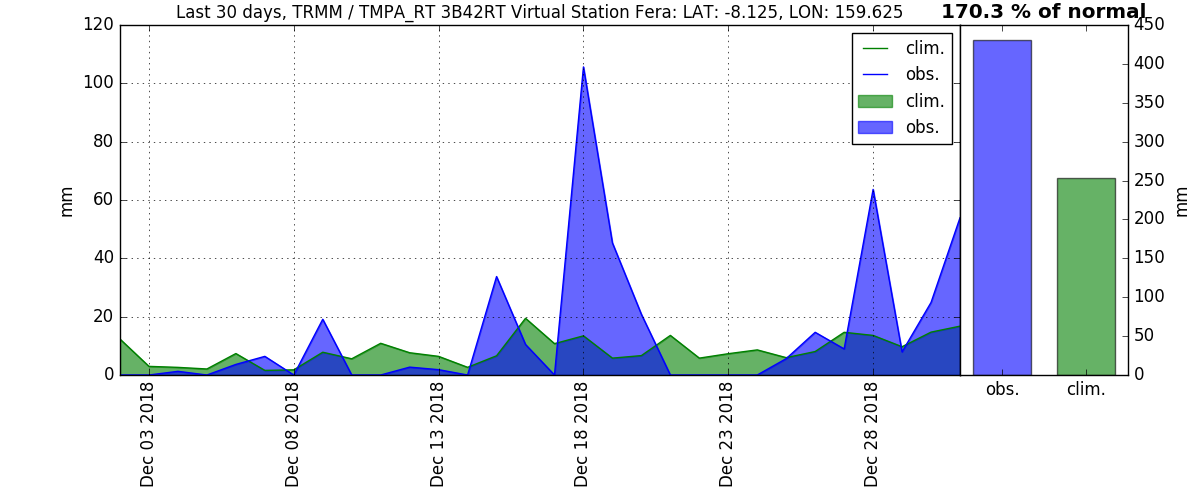 Last 30 days, TRMM / TMPA_RT 3B42RT Virtual Station Fera: LAT: -8.125, LON: 159.625
170.3 % of normal
120
100
80
60
40
20
0
mm
clim.
obs.
clim.
obs.
Dec 03 2018
Dec 08 2018
Dec 13 2018
Dec 18 2018
Dec 23 2018
Dec 28 2018
450
400
350
300
250
200
150
100
50
0
mm
obs.
clim.